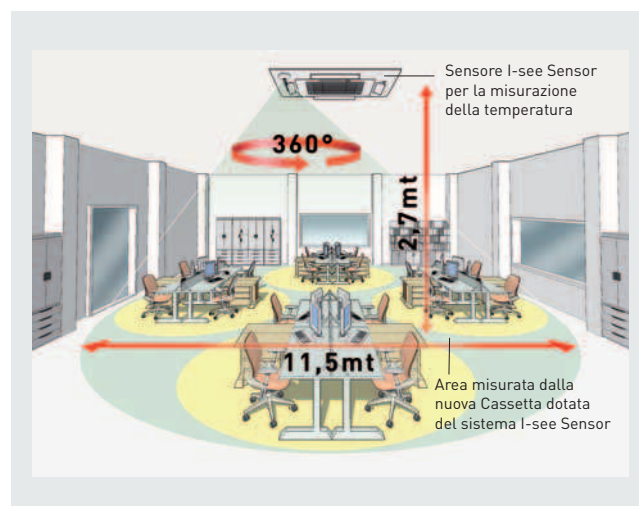 Sensore I-see Sensor
per la misurazione
della temperatura
360°
2,7mt
11,5mt
Area misurata dalla
nuova Cassetta dotata
del sistema I-see Sensor